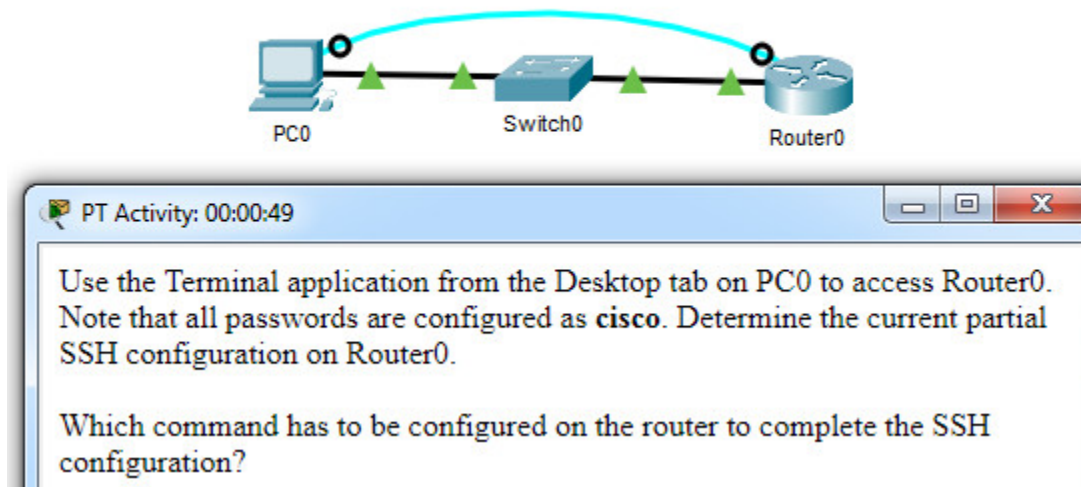 PC0
Switch0
Router0
PT Activity: 00:00:49
Use the Terminal application from the Desktop tab on PC0 to access Router0.
Note that all passwords are configured as cisco. Determine the current partial
SSH configuration on Router0.
Which command has to be configured on the router to complete the SSH
configuration?